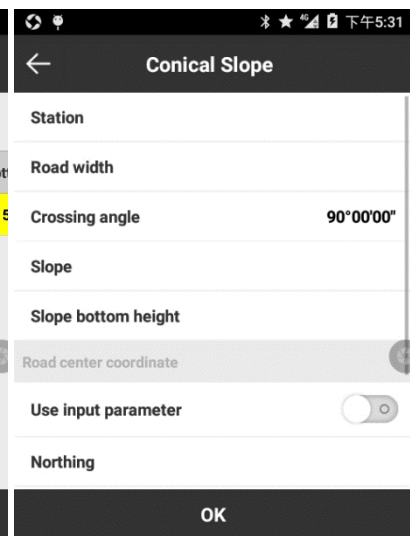 4G 下午5:31
Conical Slope
Station
Road width
Crossing angle 90°00'00"
Slope
Slope bottom height
Road center coordinate
Use input parameter
Northing
OK